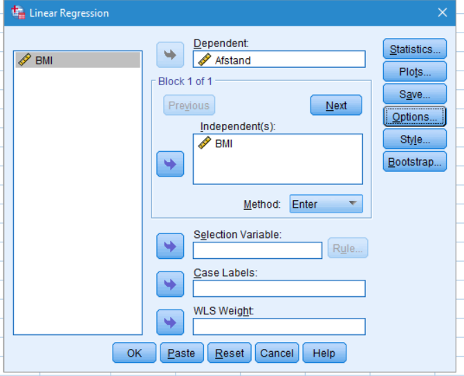 Linear Regression
BMI
Dependent:
Afstand
Block 1 of 1
Previous
Next
Independent(s):
BMI
Method: Enter
Selection Variable:
Rule...
Case Labels:
WLS Weight:
Statistics...
Plots...
Save...
Options...
Style...
Bootstrap...
OK Paste Reset Cancel Help